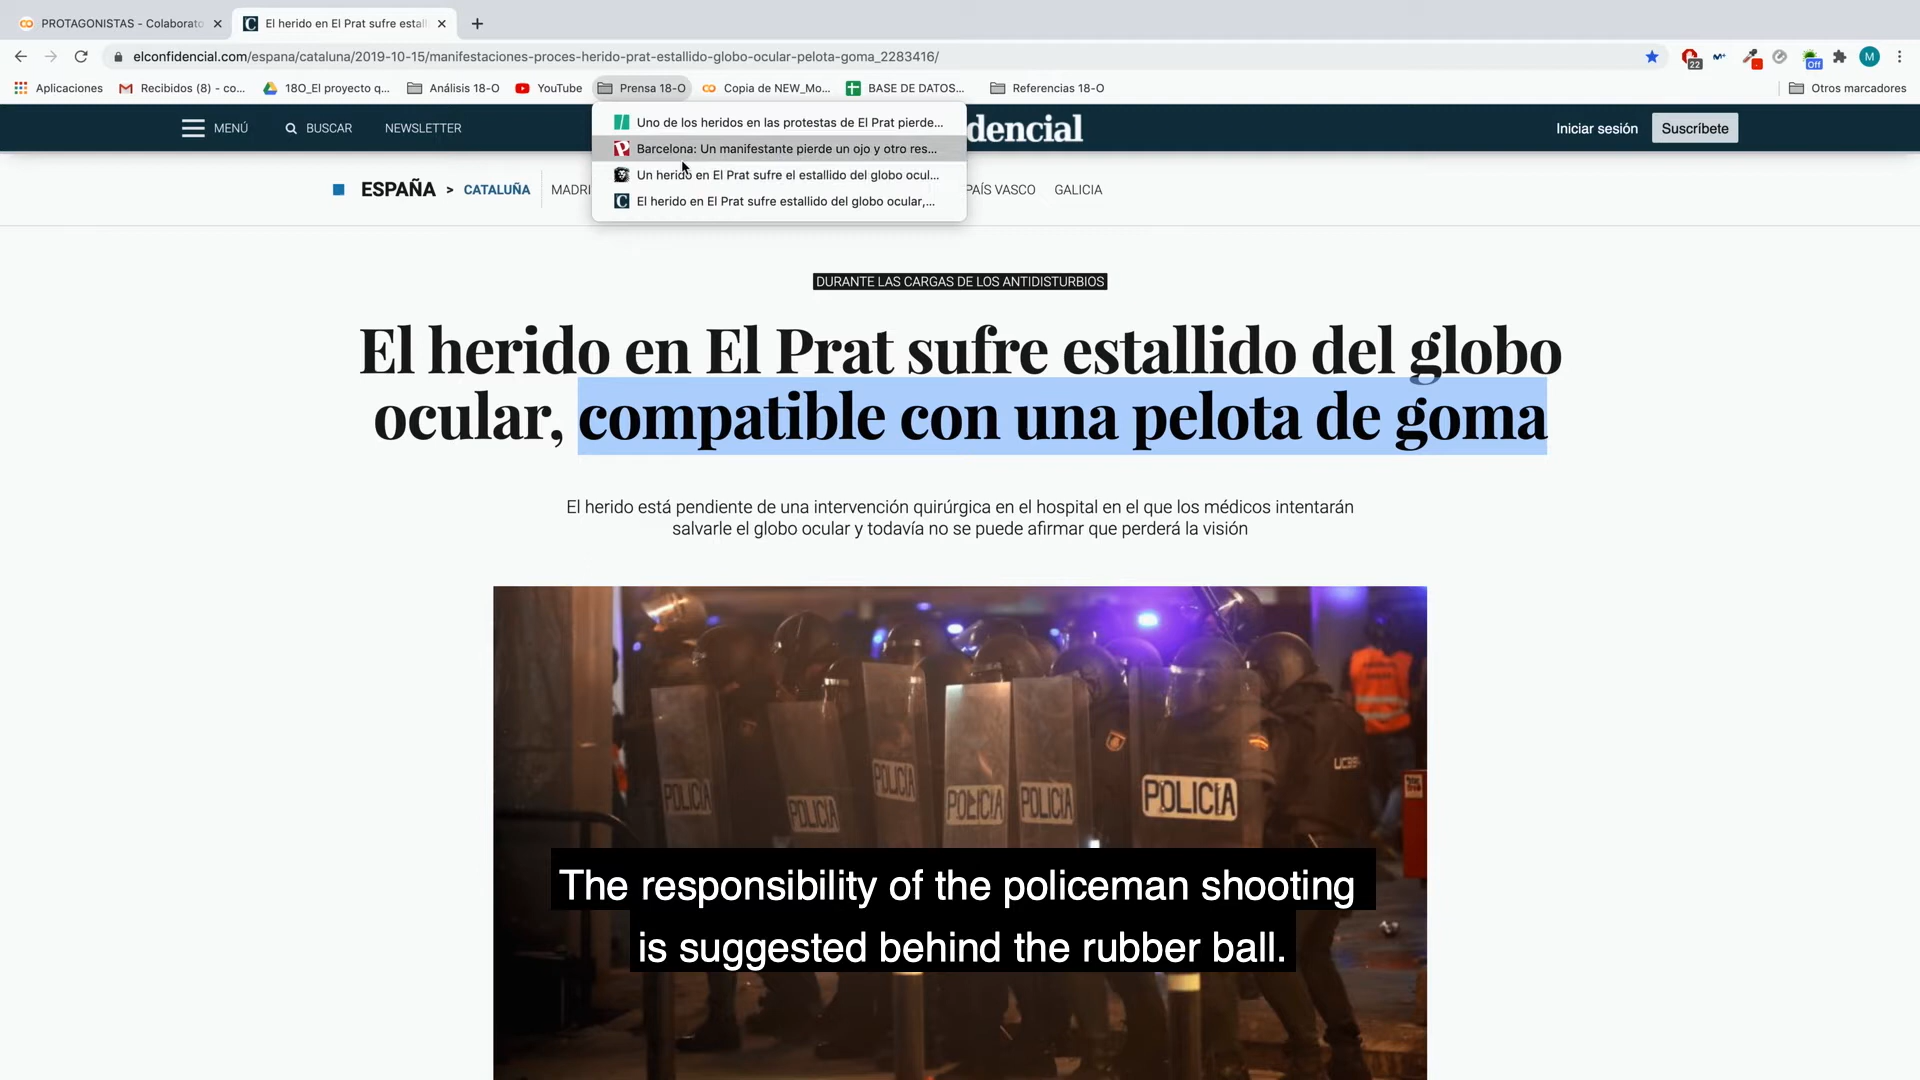 PROTAGONISTAS - Colaborato
El herido en El Prat sufre estall
elconfidencial.com/espana/cataluna/2019-10-15/manifestaciones-proces-herido-prat-estallido-globo-ocular-pelota-goma_2283416/
22
Off
M
Aplicaciones
Recibidos (8) - co...
18O_El proyecto q...
Análisis 18-O
YouTube
Prensa 18-O
Copia de NEW_Mo...
BASE DE DATOS...
Referencias 18-O
Otros marcadores
MENÚ
BUSCAR
NEWSLETTER
dencial
Iniciar sesión
Suscríbete
Uno de los heridos en las protestas de El Prat pierde...
Barcelona: Un manifestante pierde un ojo y otro res...
Un herido en El Prat sufre el estallido del globo ocul...
El herido en El Prat sufre estallido del globo ocular,...
ESPAÑA > CATALUÑA MADRI PAÍS VASCO GALICIA
DURANTE LAS CARGAS DE LOS ANTIDISTURBIOS
El herido en El Prat sufre estallido del globo
ocular, compatible con una pelota de goma
El herido está pendiente de una intervención quirúrgica en el hospital en el que los médicos intentarán
salvarle el globo ocular y todavía no se puede afirmar que perderá la visión
POLICIA
POLICIA
POLICIA
POLICIA
POLICIA
POLICIA
The responsibility of the policeman shooting
is suggested behind the rubber ball.